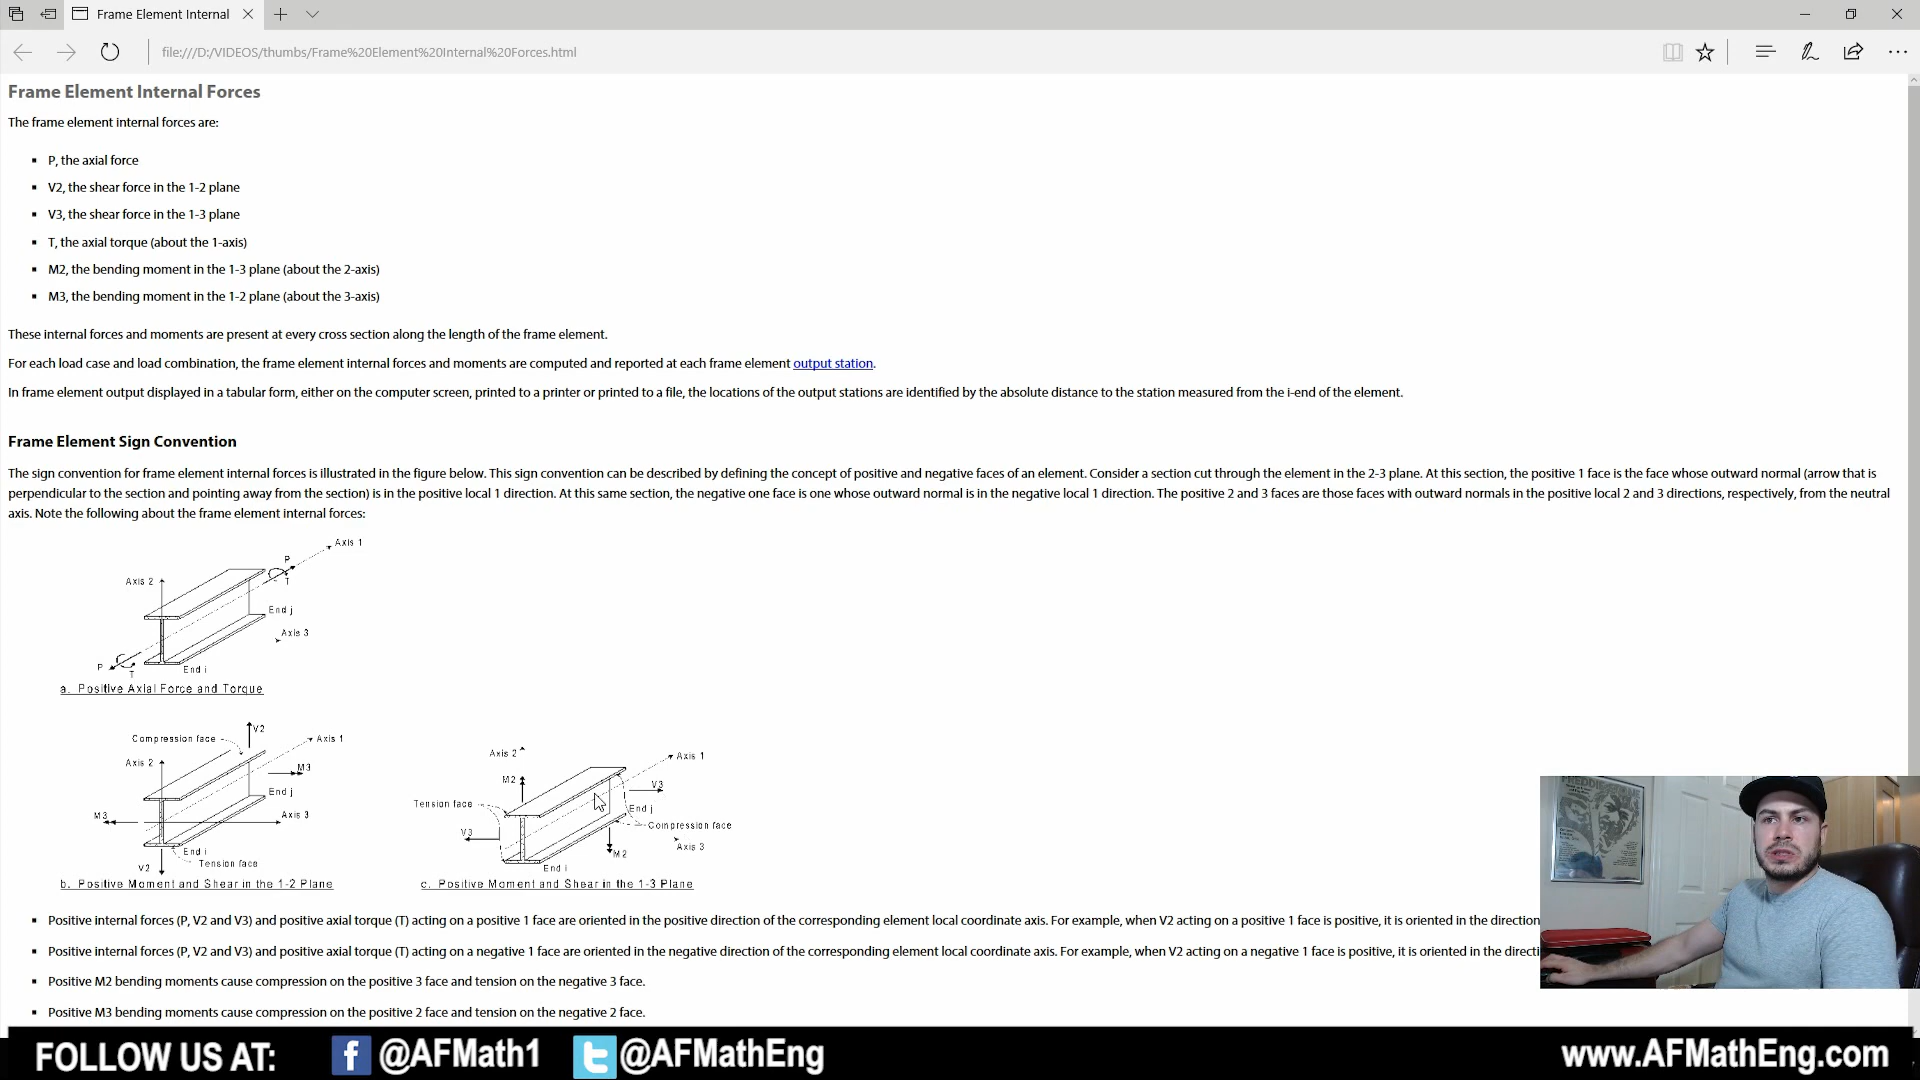 Frame Element Internal
file:///D:/VIDEOS/thumbs/Frame%20Element%20Internal%20Forces.html
Frame Element Internal Forces
The frame element internal forces are:
▪ P, the axial force
▪ V2, the shear force in the 1-2 plane
▪ V3, the shear force in the 1-3 plane
▪ T, the axial torque (about the 1-axis)
▪ M2, the bending moment in the 1-3 plane (about the 2-axis)
▪ M3, the bending moment in the 1-2 plane (about the 3-axis)
These internal forces and moments are present at every cross section along the length of the frame element.
For each load case and load combination, the frame element internal forces and moments are computed and reported at each frame element output station.
In frame element output displayed in a tabular form, either on the computer screen, printed to a printer or printed to a file, the locations of the output stations are identified by the absolute distance to the station measured from the i-end of the element.
Frame Element Sign Convention
The sign convention for frame element internal forces is illustrated in the figure below. This sign convention can be described by defining the concept of positive and negative faces of an element. Consider a section cut through the element in the 2-3 plane. At this section, the positive 1 face is the face whose outward normal (arrow that is
perpendicular to the section and pointing away from the section) is in the positive local 1 direction. At this same section, the negative one face is one whose outward normal is in the negative local 1 direction. The positive 2 and 3 faces are those faces with outward normals in the positive local 2 and 3 directions, respectively, from the neutral
axis. Note the following about the frame element internal forces:
Axis 1
P
T
Axis 2
End j
Axis 3
P
T
End i
a. Positive Axial Force and Torque
V2
Compression face
Axis 1
Axis 2
M3
End j
M3
Axis 3
End i
V2
Tension face
b. Positive Moment and Shear in the 1-2 Plane
Axis 2
Axis 1
M2
V3
Tension face
End j
Compression face
V3
Axis 3
M2
End i
c. Positive Moment and Shear in the 1-3 Plane
▪ Positive internal forces (P, V2 and V3) and positive axial torque (T) acting on a positive 1 face are oriented in the positive direction of the corresponding element local coordinate axis. For example, when V2 acting on a positive 1 face is positive, it is oriented in the direction
▪ Positive internal forces (P, V2 and V3) and positive axial torque (T) acting on a negative 1 face are oriented in the negative direction of the corresponding element local coordinate axis. For example, when V2 acting on a negative 1 face is positive, it is oriented in the directi
▪ Positive M2 bending moments cause compression on the positive 3 face and tension on the negative 3 face.
▪ Positive M3 bending moments cause compression on the positive 2 face and tension on the negative 2 face.
FOLLOW US AT: f @AFMath1 t @AFMathEng www.AFMathEng.com